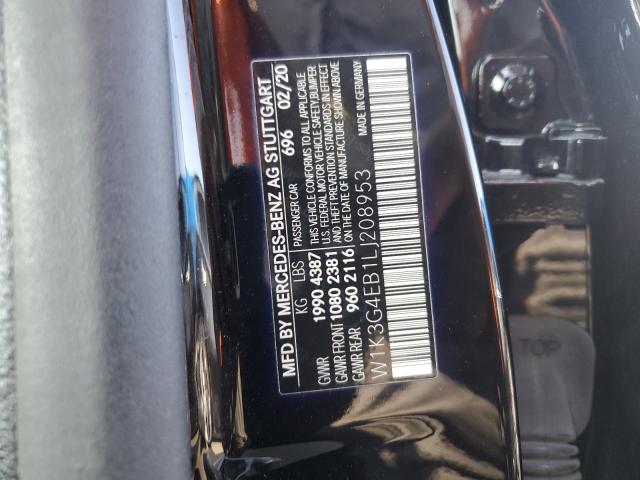 MFD BY MERCEDES-BENZ AG STUTTGART
KG LBS PASSENGER CAR 696 02/20
GVWR 1990 4387 THIS VEHICLE CONFORMS TO ALL APPLICABLE
GAWR FRONT 1080 2381 U.S. FEDERAL MOTOR VEHICLE SAFETY, BUMPER
GAWR REAR 960 2116 AND THEFT PREVENTION STANDARDS IN EFFECT
ON THE DATE OF MANUFACTURE SHOWN ABOVE
W1K3G4EB1LJ208953 MADE IN GERMANY
TOP